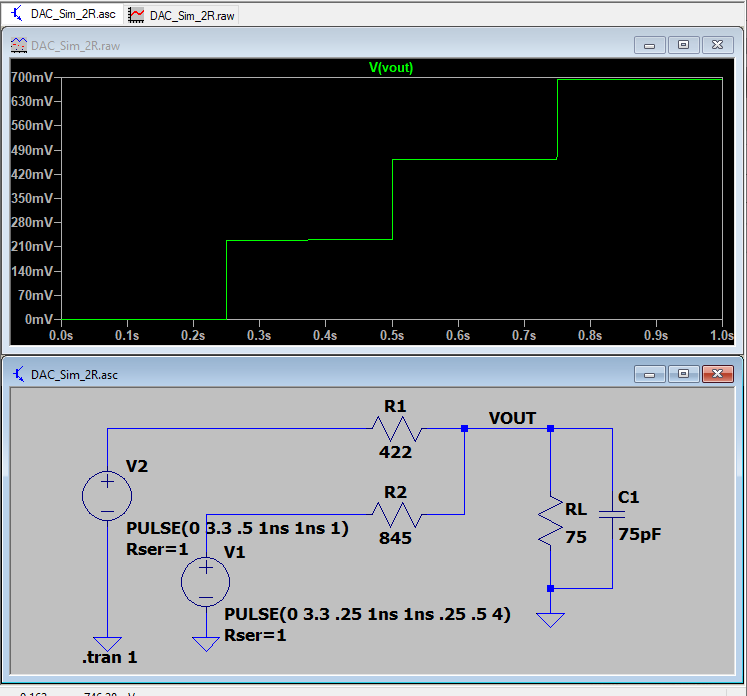 DAC_Sim_2R.asc DAC_Sim_2R.raw
DAC_Sim_2R.raw
V(vout)
700mV
630mV
560mV
490mV
420mV
350mV
280mV
210mV
140mV
70mV
0mV
0.0s 0.1s 0.2s 0.3s 0.4s 0.5s 0.6s 0.7s 0.8s 0.9s 1.0s
DAC_Sim_2R.asc
R1
422
VOUT
V2
R2
845
PULSE(0 3.3 .5 1ns 1ns 1)
Rser=1
V1
RL
75
C1
75pF
PULSE(0 3.3 .25 1ns 1ns .25 .5 4)
Rser=1
.tran 1